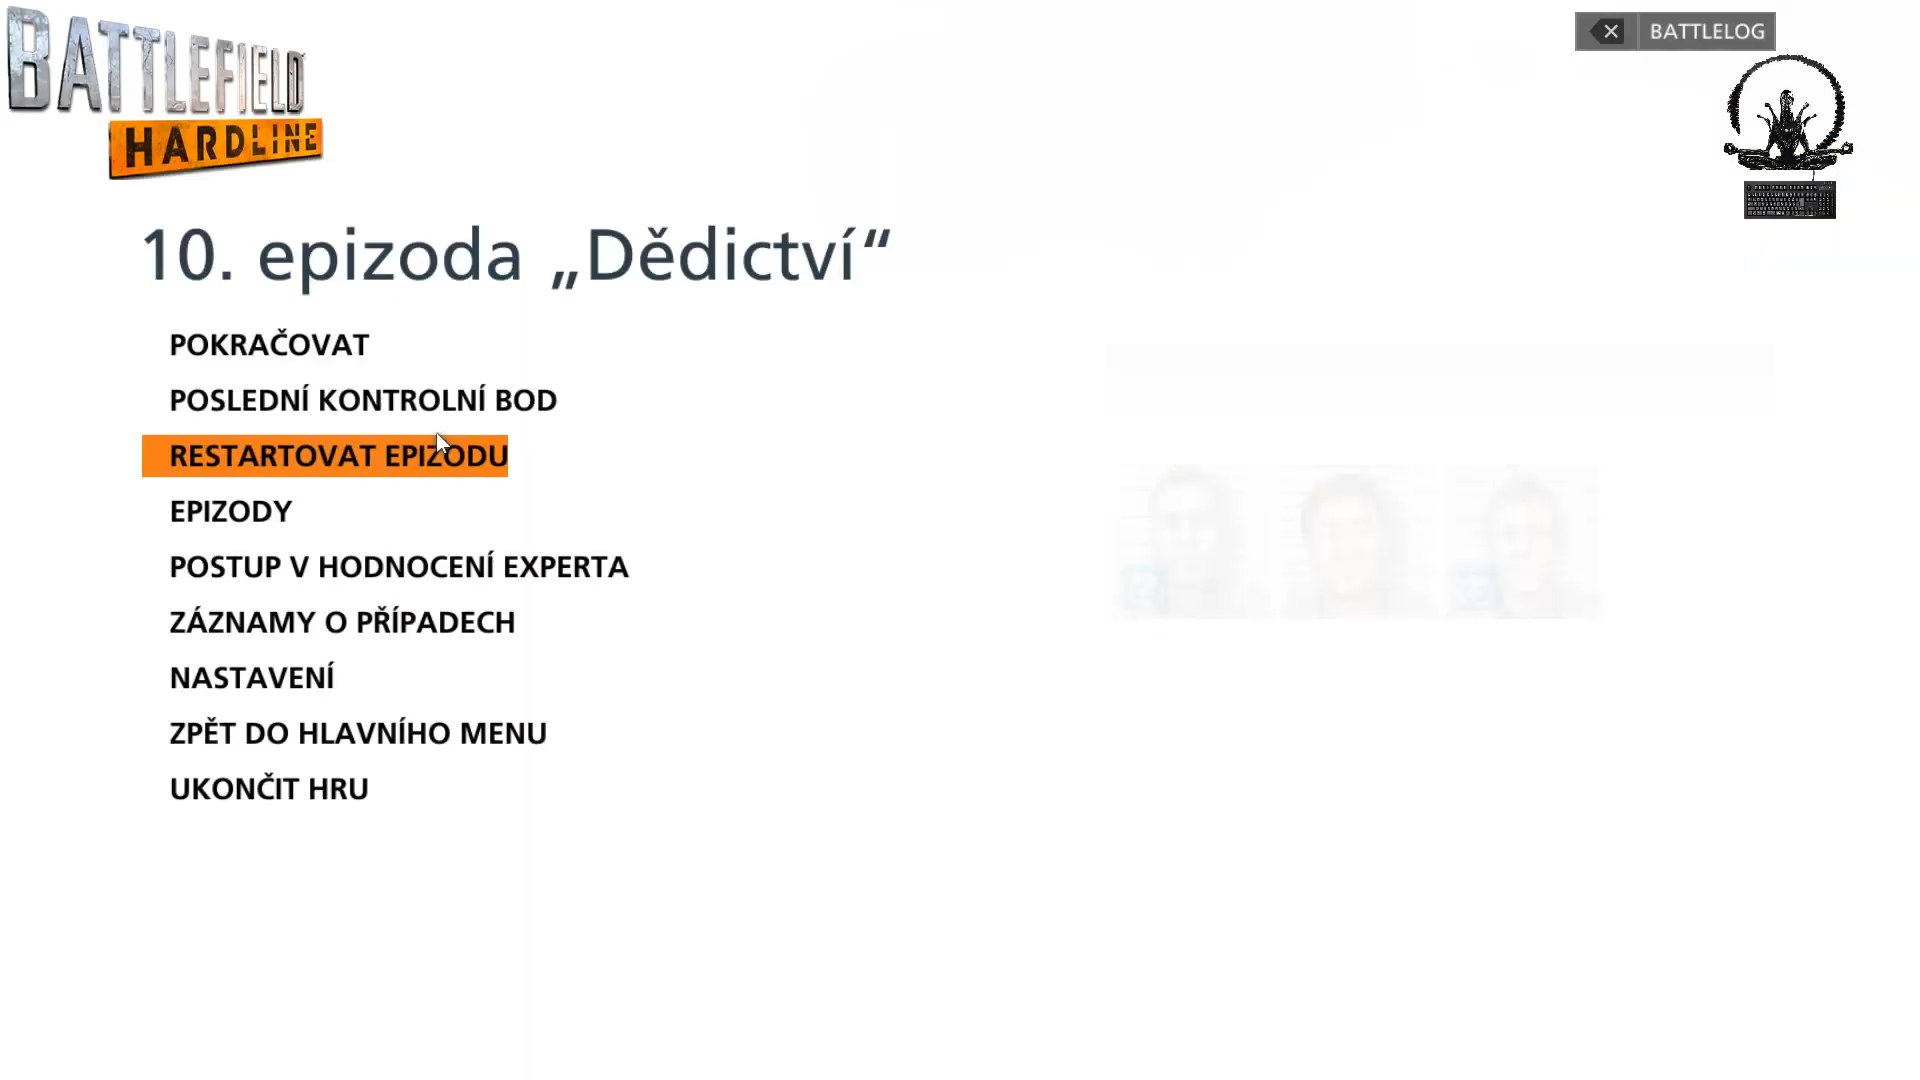 BATTLEFIELD
HARDLINE
BATTLELOG
10. epizoda „Dědictví“
POKRAČOVAT
POSLEDNÍ KONTROLNÍ BOD
RESTARTOVAT EPIZODU
EPIZODY
POSTUP V HODNOCENÍ EXPERTA
ZÁZNAMY O PŘÍPADECH
NASTAVENÍ
ZPĚT DO HLAVNÍHO MENU
UKONČIT HRU